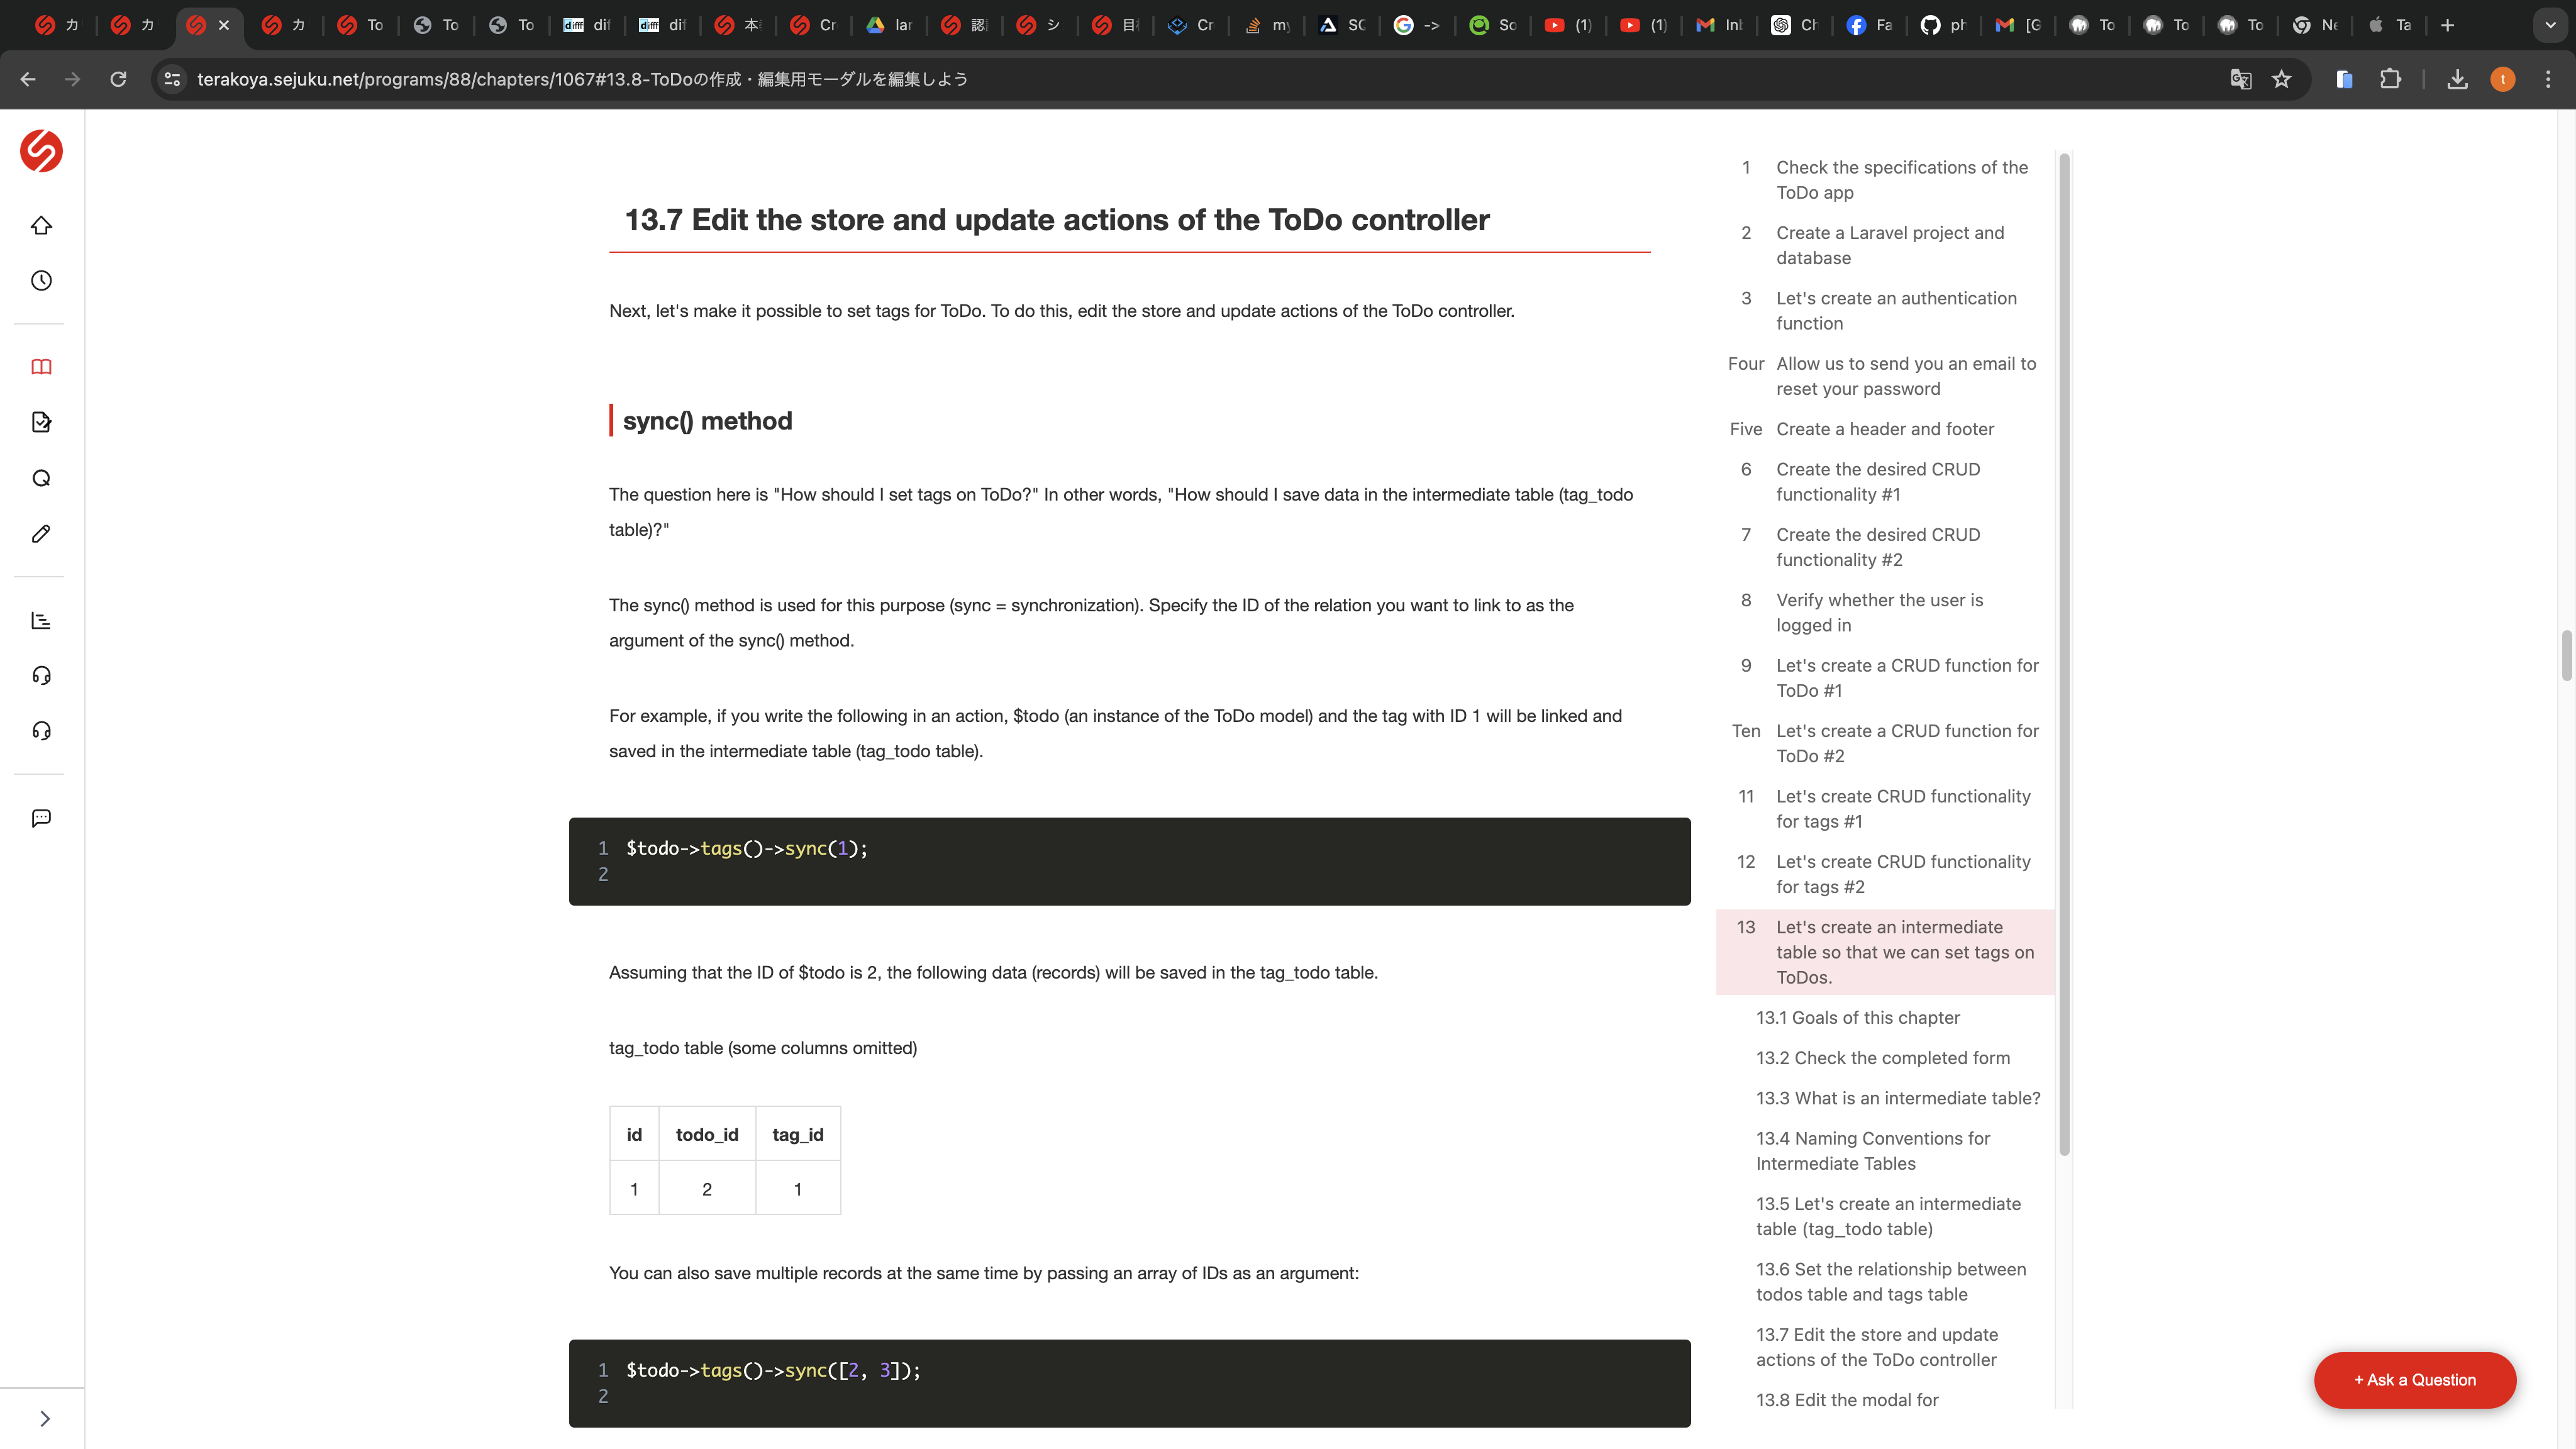 カ
カ
カ
To
To
To
difff
dif
difff
dif
本
Cr
lar
認
シ
目
Cr
my
SC
->
So
(1)
(1)
Inb
Ch
Fa
ph
[G
To
To
To
Ne
Ta
terakoya.sejuku.net/programs/88/chapters/1067#13.8-ToDoの作成・編集用モーダルを編集しよう
t
13.7 Edit the store and update actions of the ToDo controller
Next, let's make it possible to set tags for ToDo. To do this, edit the store and update actions of the ToDo controller.
sync() method
The question here is "How should I set tags on ToDo?" In other words, "How should I save data in the intermediate table (tag_todo
table)?"
The sync() method is used for this purpose (sync = synchronization). Specify the ID of the relation you want to link to as the
argument of the sync() method.
For example, if you write the following in an action, $todo (an instance of the ToDo model) and the tag with ID 1 will be linked and
saved in the intermediate table (tag_todo table).
1 $todo->tags()->sync(1);
2
Assuming that the ID of $todo is 2, the following data (records) will be saved in the tag_todo table.
tag_todo table (some columns omitted)
id todo_id tag_id
1 2 1
You can also save multiple records at the same time by passing an array of IDs as an argument:
1 $todo->tags()->sync([2, 3]);
2
1 Check the specifications of the
ToDo app
2 Create a Laravel project and
database
3 Let's create an authentication
function
Four Allow us to send you an email to
reset your password
Five Create a header and footer
6 Create the desired CRUD
functionality #1
7 Create the desired CRUD
functionality #2
8 Verify whether the user is
logged in
9 Let's create a CRUD function for
ToDo #1
Ten Let's create a CRUD function for
ToDo #2
11 Let's create CRUD functionality
for tags #1
12 Let's create CRUD functionality
for tags #2
13 Let's create an intermediate
table so that we can set tags on
ToDos.
13.1 Goals of this chapter
13.2 Check the completed form
13.3 What is an intermediate table?
13.4 Naming Conventions for
Intermediate Tables
13.5 Let's create an intermediate
table (tag_todo table)
13.6 Set the relationship between
todos table and tags table
13.7 Edit the store and update
actions of the ToDo controller
13.8 Edit the modal for
+ Ask a Question